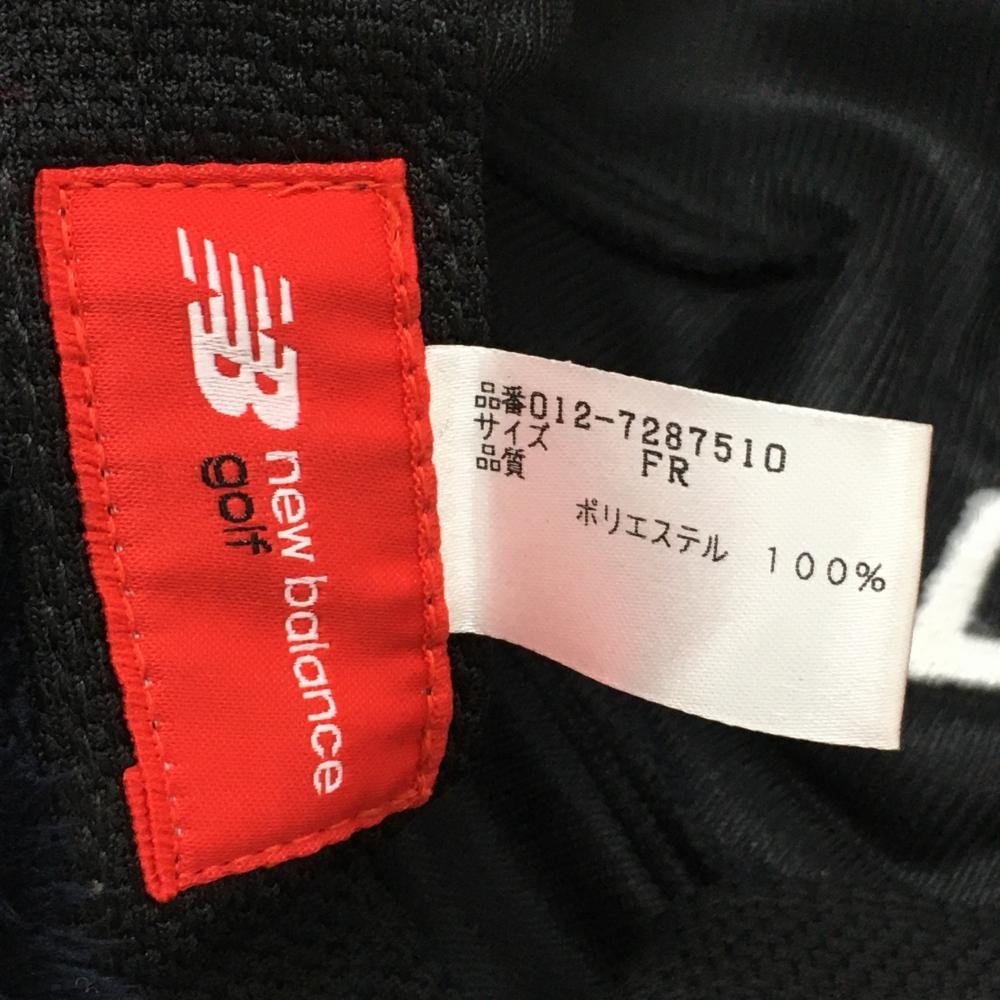 NB
new balance
golf
品番012-7287510
サイズ FR
品質
ポリエステル 100%